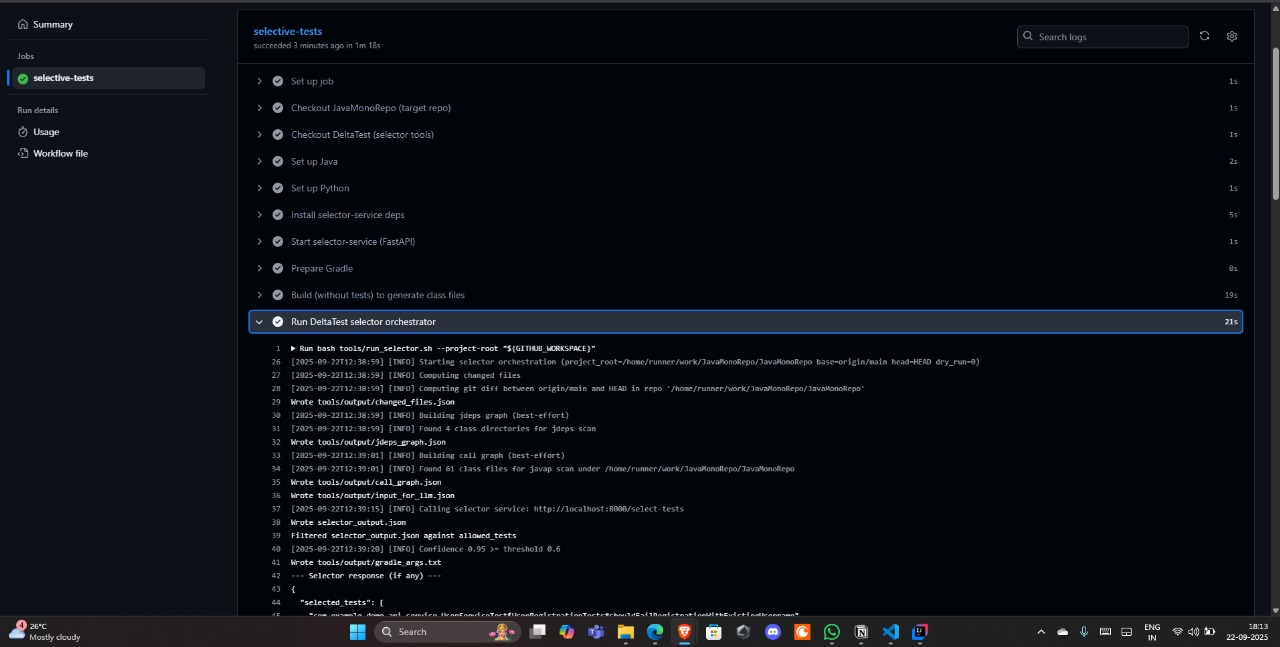 Summary
Jobs
selective-tests
Run details
Usage
Workflow file
selective-tests
succeeded 3 minutes ago in 1m 18s
Search logs
Set up job 1s
Checkout JavaMonoRepo (target repo) 1s
Checkout DeltaTest (selector tools) 1s
Set up Java 2s
Set up Python 1s
Install selector-service deps 5s
Start selector-service (FastAPI) 1s
Prepare Gradle 0s
Build (without tests) to generate class files 19s
Run DeltaTest selector orchestrator 21s
1 ▶ Run bash tools/run_selector.sh --project-root "${GITHUB_WORKSPACE}"
26 [2025-09-22T12:38:59] [INFO] Starting selector orchestration (project_root=/home/runner/work/JavaMonoRepo/JavaMonoRepo base=origin/main head=HEAD dry_run=0)
27 [2025-09-22T12:38:59] [INFO] Computing changed files
28 [2025-09-22T12:38:59] [INFO] Computing git diff between origin/main and HEAD in repo '/home/runner/work/JavaMonoRepo/JavaMonoRepo'
29 Wrote tools/output/changed_files.json
30 [2025-09-22T12:38:59] [INFO] Building jdeps graph (best-effort)
31 [2025-09-22T12:38:59] [INFO] Found 4 class directories for jdeps scan
32 Wrote tools/output/jdeps_graph.json
33 [2025-09-22T12:39:01] [INFO] Building call graph (best-effort)
34 [2025-09-22T12:39:01] [INFO] Found 61 class files for javap scan under /home/runner/work/JavaMonoRepo/JavaMonoRepo
35 Wrote tools/output/call_graph.json
36 Wrote tools/output/input_for_llm.json
37 [2025-09-22T12:39:15] [INFO] Calling selector service: http://localhost:8000/select-tests
38 Wrote selector_output.json
39 Filtered selector_output.json against allowed_tests
40 [2025-09-22T12:39:20] [INFO] Confidence 0.95 >= threshold 0.6
41 Wrote tools/output/gradle_args.txt
42 --- Selector response (if any) ---
43 {
44 "selected_tests": [
45 "com.example.demo.api.service.UserServiceTest$UserRegistrationTests#shouldFailRegistrationWithExistingUsername",
4
26°C
Mostly cloudy
Search
ENG
IN
18:13
22-09-2025